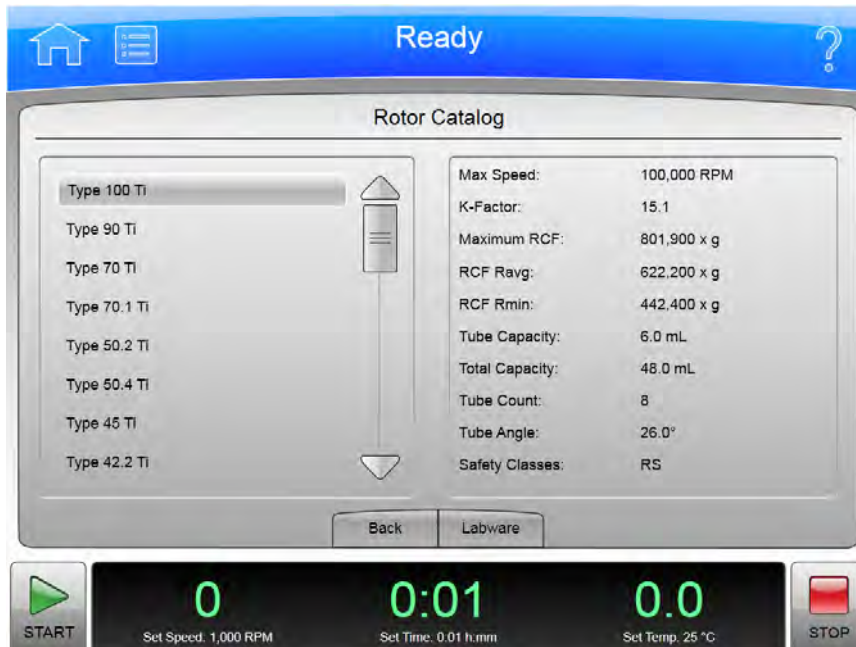 Ready
?
Rotor Catalog
Type 100 Ti
Type 90 Ti
Type 70 Ti
Type 70.1 Ti
Type 50.2 Ti
Type 50.4 Ti
Type 45 Ti
Type 42.2 Ti
Max Speed: 100,000 RPM
K-Factor: 15.1
Maximum RCF: 801,900 x g
RCF Ravg: 622,200 x g
RCF Rmin: 442,400 x g
Tube Capacity: 6.0 mL
Total Capacity: 48.0 mL
Tube Count: 8
Tube Angle: 26.0°
Safety Classes: RS
Back Labware
START
0
Set Speed: 1,000 RPM
0:01
Set Time: 0:01 h:mm
0.0
Set Temp. 25 °C
STOP